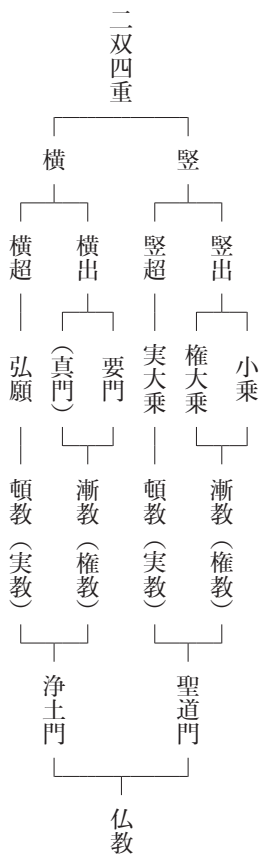 二双四重
竪
横
竪出
竪超
横出
横超
小乗
権大乗
実大乗
要門
（真門）
弘願
漸教（権教）
頓教（実教）
漸教（権教）
頓教（実教）
聖道門
浄土門
仏教